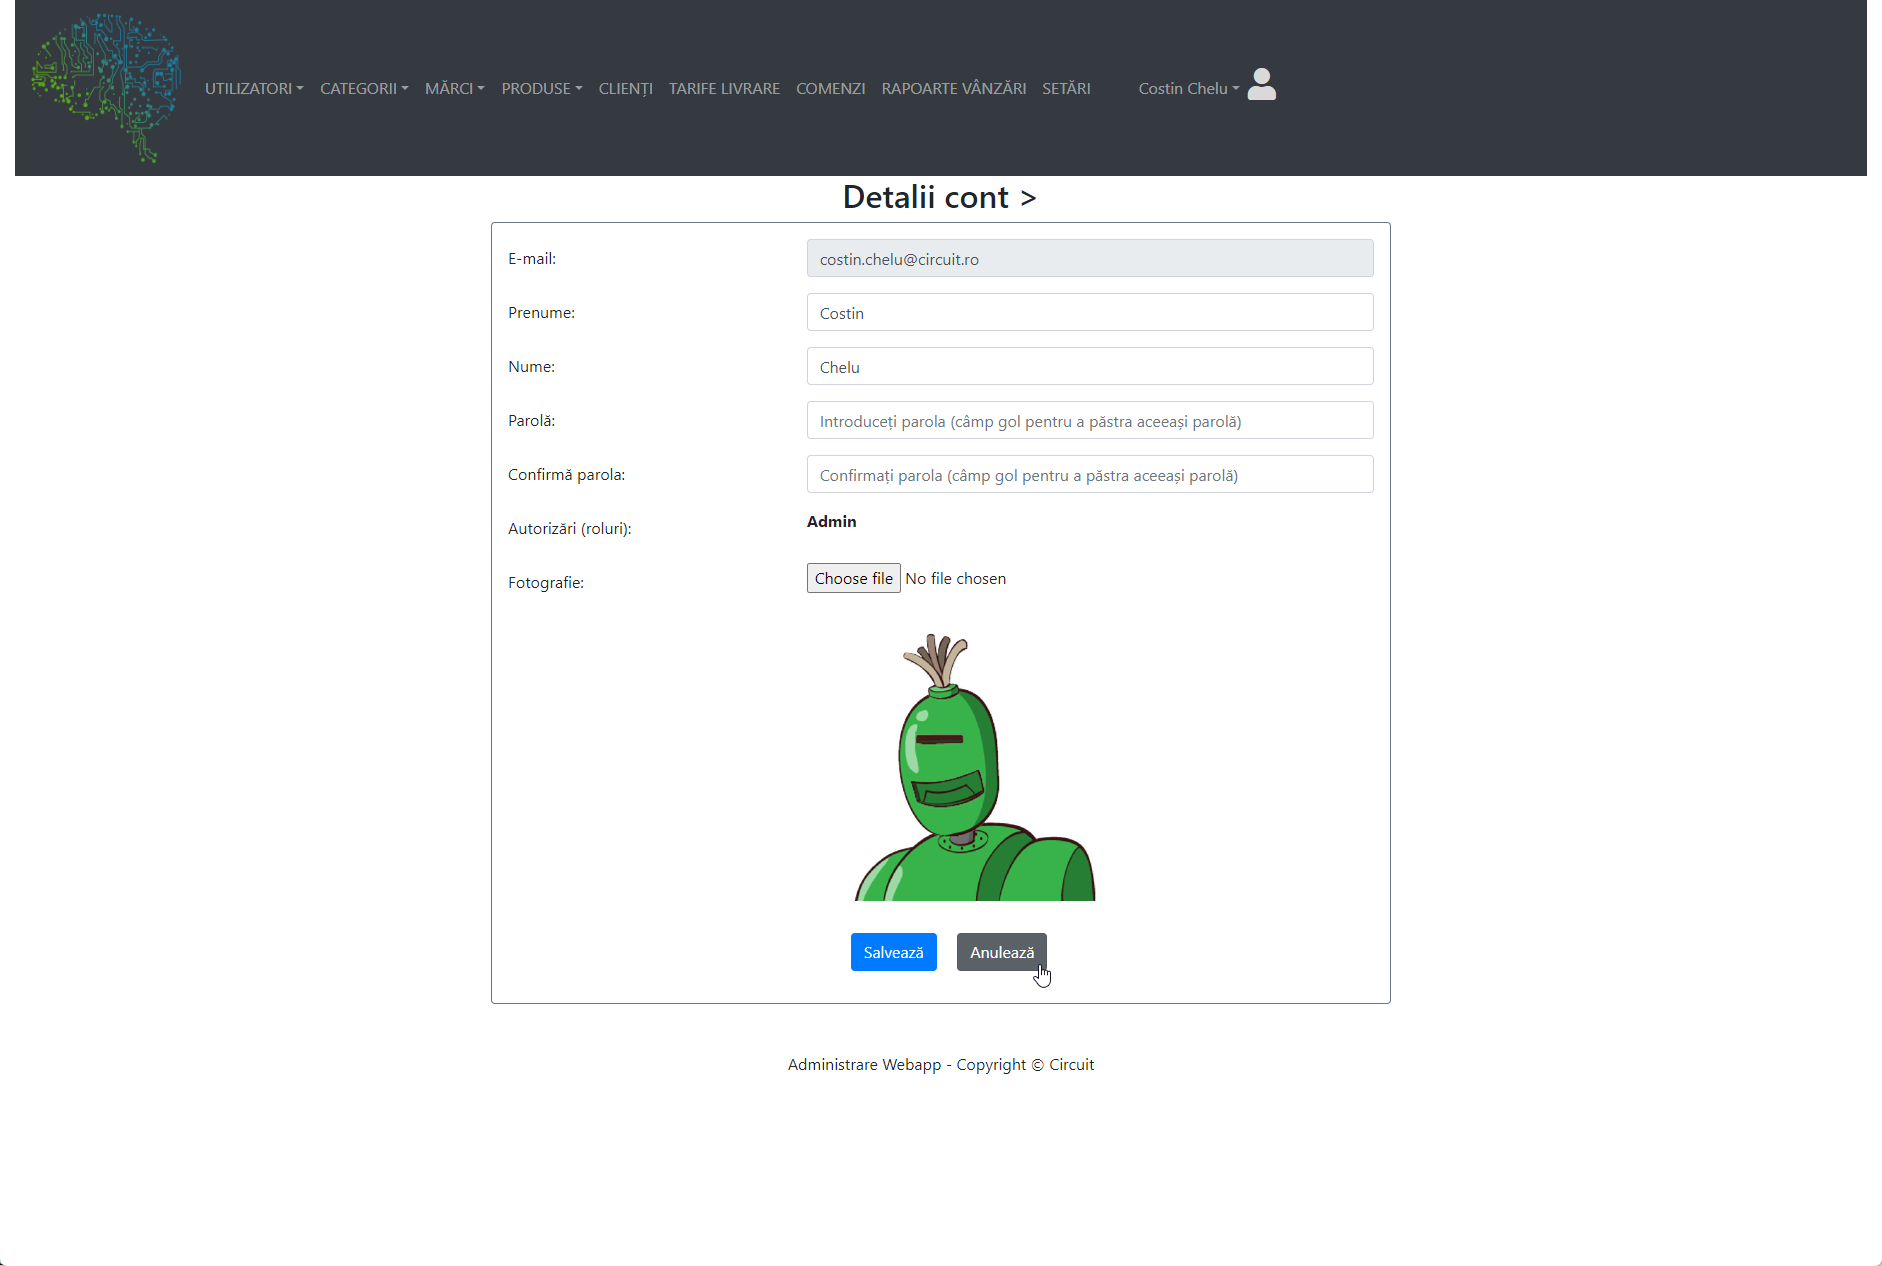 UTILIZATORI CATEGORII MĂRCI PRODUSE CLIENȚI TARIFE LIVRARE COMENZI RAPOARTE VÂNZĂRI SETĂRI Costin Chelu
Detalii cont >
E-mail: costin.chelu@circuit.ro
Prenume: Costin
Nume: Chelu
Parolă: Introduceți parola (câmp gol pentru a păstra aceeași parolă)
Confirmă parola: Confirmați parola (câmp gol pentru a păstra aceeași parolă)
Autorizări (roluri): Admin
Fotografie: Choose file No file chosen
Salvează Anulează
Administrare Webapp - Copyright © Circuit